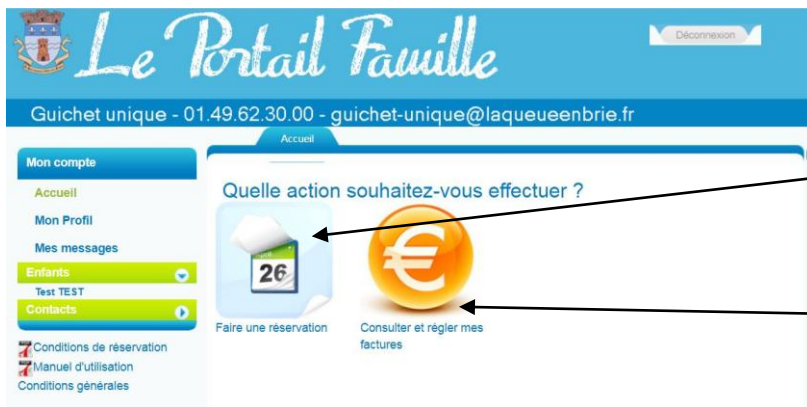 Le Portail Famille
Déconnexion
Guichet unique - 01.49.62.30.00 - guichet-unique@laqueueenbrie.fr
Accueil
Mon compte
Accueil
Mon Profil
Mes messages
Enfants
Test TEST
Contacts
Conditions de réservation
Manuel d'utilisation
Conditions générales
Quelle action souhaitez-vous effectuer ?
26
€
Faire une réservation
Consulter et régler mes
factures